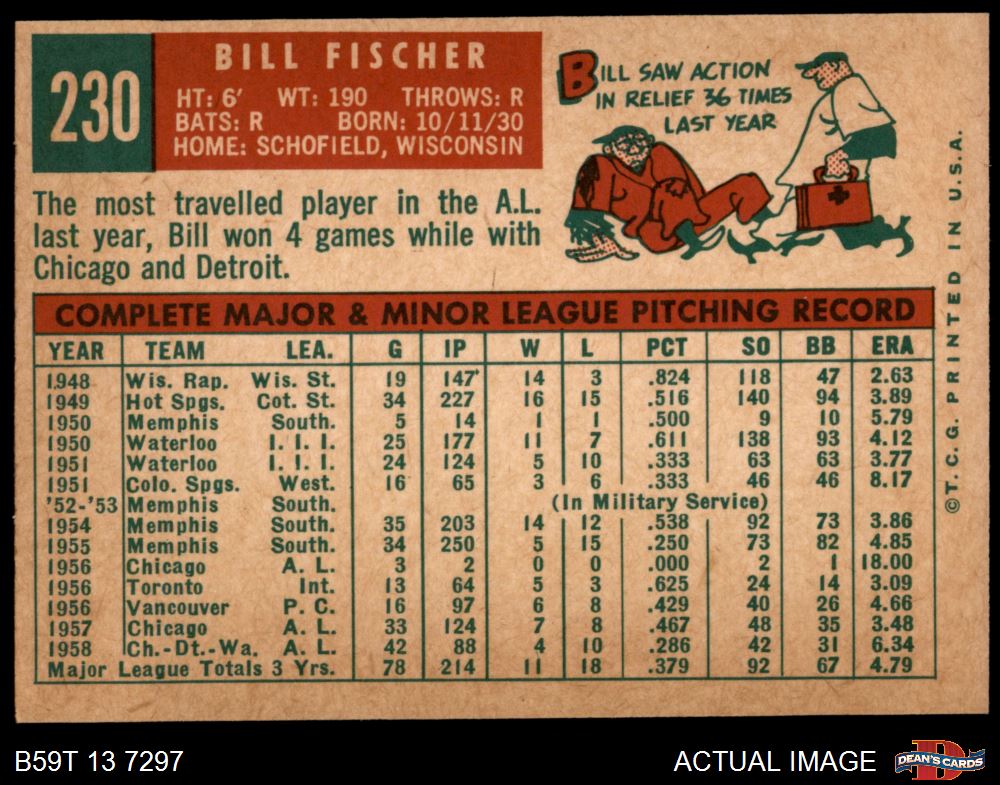 230
BILL FISCHER
HT: 6' WT: 190 THROWS: R
BATS: R BORN: 10/11/30
HOME: SCHOFIELD, WISCONSIN
BILL SAW ACTION
IN RELIEF 36 TIMES
LAST YEAR
The most travelled player in the A.L.
last year, Bill won 4 games while with
Chicago and Detroit.
COMPLETE MAJOR & MINOR LEAGUE PITCHING RECORD
YEAR TEAM LEA. G IP W L PCT SO BB ERA
1948 Wis. Rap. Wis. St. 19 147 14 3 .824 118 47 2.63
1949 Hot Spgs. Cot. St. 34 227 16 15 .516 140 94 3.89
1950 Memphis South. 5 14 1 1 .500 9 10 5.79
1950 Waterloo I. I. I. 25 177 11 7 .611 138 93 4.12
1951 Waterloo I. I. I. 24 124 5 10 .333 63 63 3.77
1951 Colo. Spgs. West. 16 65 3 6 .333 46 46 8.17
'52-'53 Memphis South. (In Military Service)
1954 Memphis South. 35 203 14 12 .538 92 73 3.86
1955 Memphis South. 34 250 5 15 .250 73 82 4.85
1956 Chicago A. L. 3 2 0 0 .000 2 1 18.00
1956 Toronto Int. 13 64 5 3 .625 24 14 3.09
1956 Vancouver P. C. 16 97 6 8 .429 40 26 4.66
1957 Chicago A. L. 33 124 7 8 .467 48 35 3.48
1958 Ch.-Dt.-Wa. A. L. 42 88 4 10 .286 42 31 6.34
Major League Totals 3 Yrs. 78 214 11 18 .379 92 67 4.79
©T.C.G. PRINTED IN U.S.A.
B59T 13 7297
ACTUAL IMAGE
D
DEAN'S CARDS